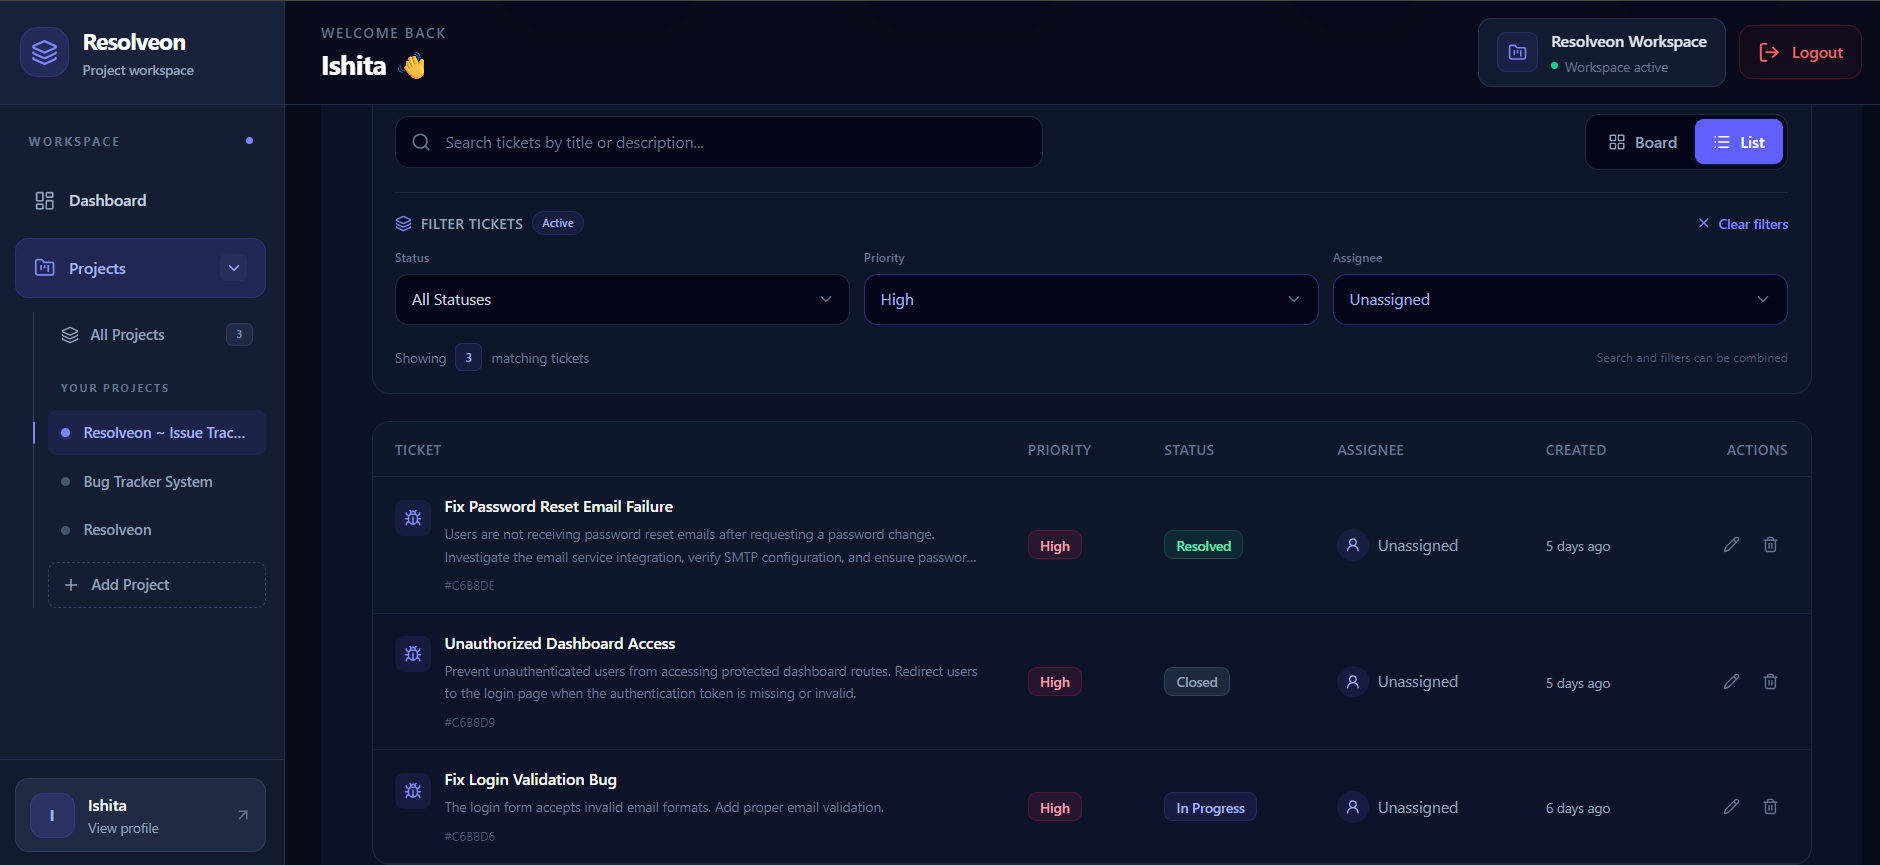 Resolveon
Project workspace
WORKSPACE
Dashboard
Projects
All Projects 3
YOUR PROJECTS
Resolveon ~ Issue Trac...
Bug Tracker System
Resolveon
Add Project
I
Ishita
View profile
WELCOME BACK
Ishita 👋
Resolveon Workspace
Workspace active
Logout
Search tickets by title or description...
Board List
FILTER TICKETS Active Clear filters
Status Priority Assignee
All Statuses High Unassigned
Showing 3 matching tickets Search and filters can be combined
TICKET PRIORITY STATUS ASSIGNEE CREATED ACTIONS
Fix Password Reset Email Failure
Users are not receiving password reset emails after requesting a password change.
Investigate the email service integration, verify SMTP configuration, and ensure passwor...
#C6B8DE
High Resolved Unassigned 5 days ago
Unauthorized Dashboard Access
Prevent unauthenticated users from accessing protected dashboard routes. Redirect users
to the login page when the authentication token is missing or invalid.
#C6B8D9
High Closed Unassigned 5 days ago
Fix Login Validation Bug
The login form accepts invalid email formats. Add proper email validation.
#C6B8D6
High In Progress Unassigned 6 days ago